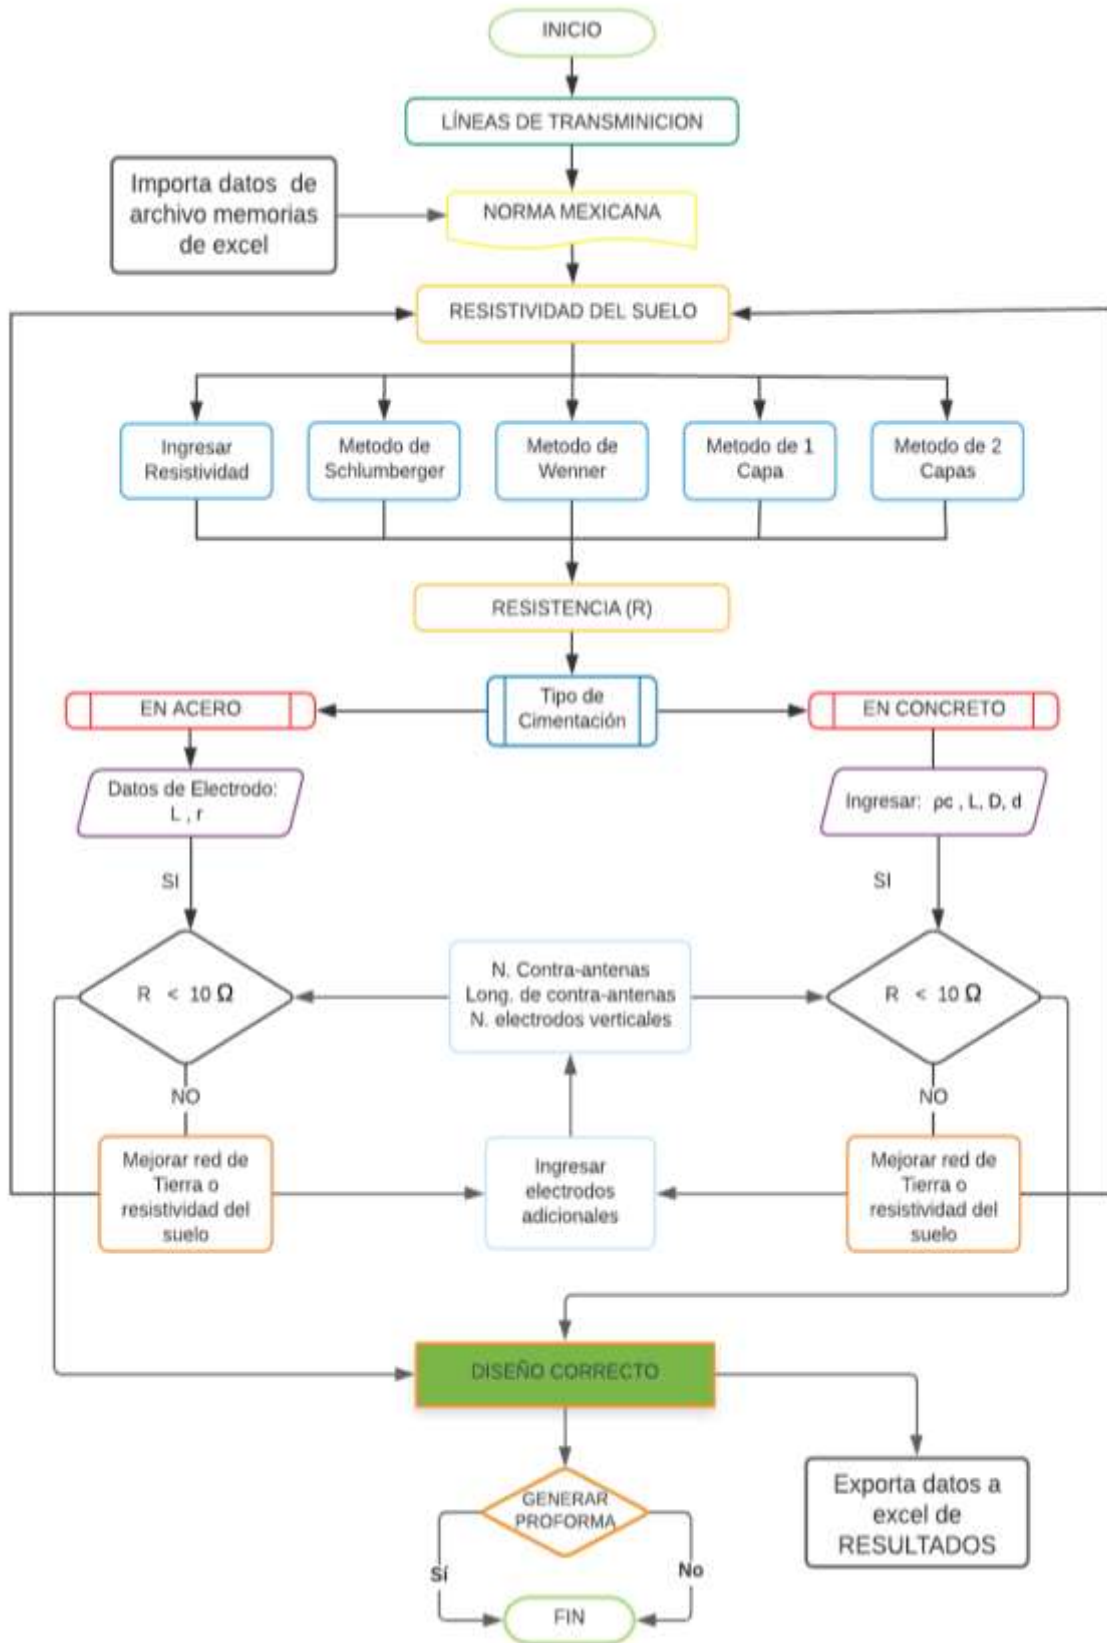 INICIO
LÍNEAS DE TRANSMINICION
Importa datos de
archivo memorias
de excel
NORMA MEXICANA
RESISTIVIDAD DEL SUELO
Ingresar
Resistividad
Metodo de
Schlumberger
Metodo de
Wenner
Metodo de 1
Capa
Metodo de 2
Capas
RESISTENCIA (R)
EN ACERO
Tipo de
Cimentación
EN CONCRETO
Datos de Electrodo:
L , r
Ingresar: ρc , L, D, d
SI
SI
R < 10 Ω
N. Contra-antenas
Long. de contra-antenas
N. electrodos verticales
R < 10 Ω
NO
NO
Mejorar red de
Tierra o
resistividad del
suelo
Ingresar
electrodos
adicionales
Mejorar red de
Tierra o
resistividad del
suelo
DISEÑO CORRECTO
GENERAR
PROFORMA
Exporta datos a
excel de
RESULTADOS
Sí
No
FIN